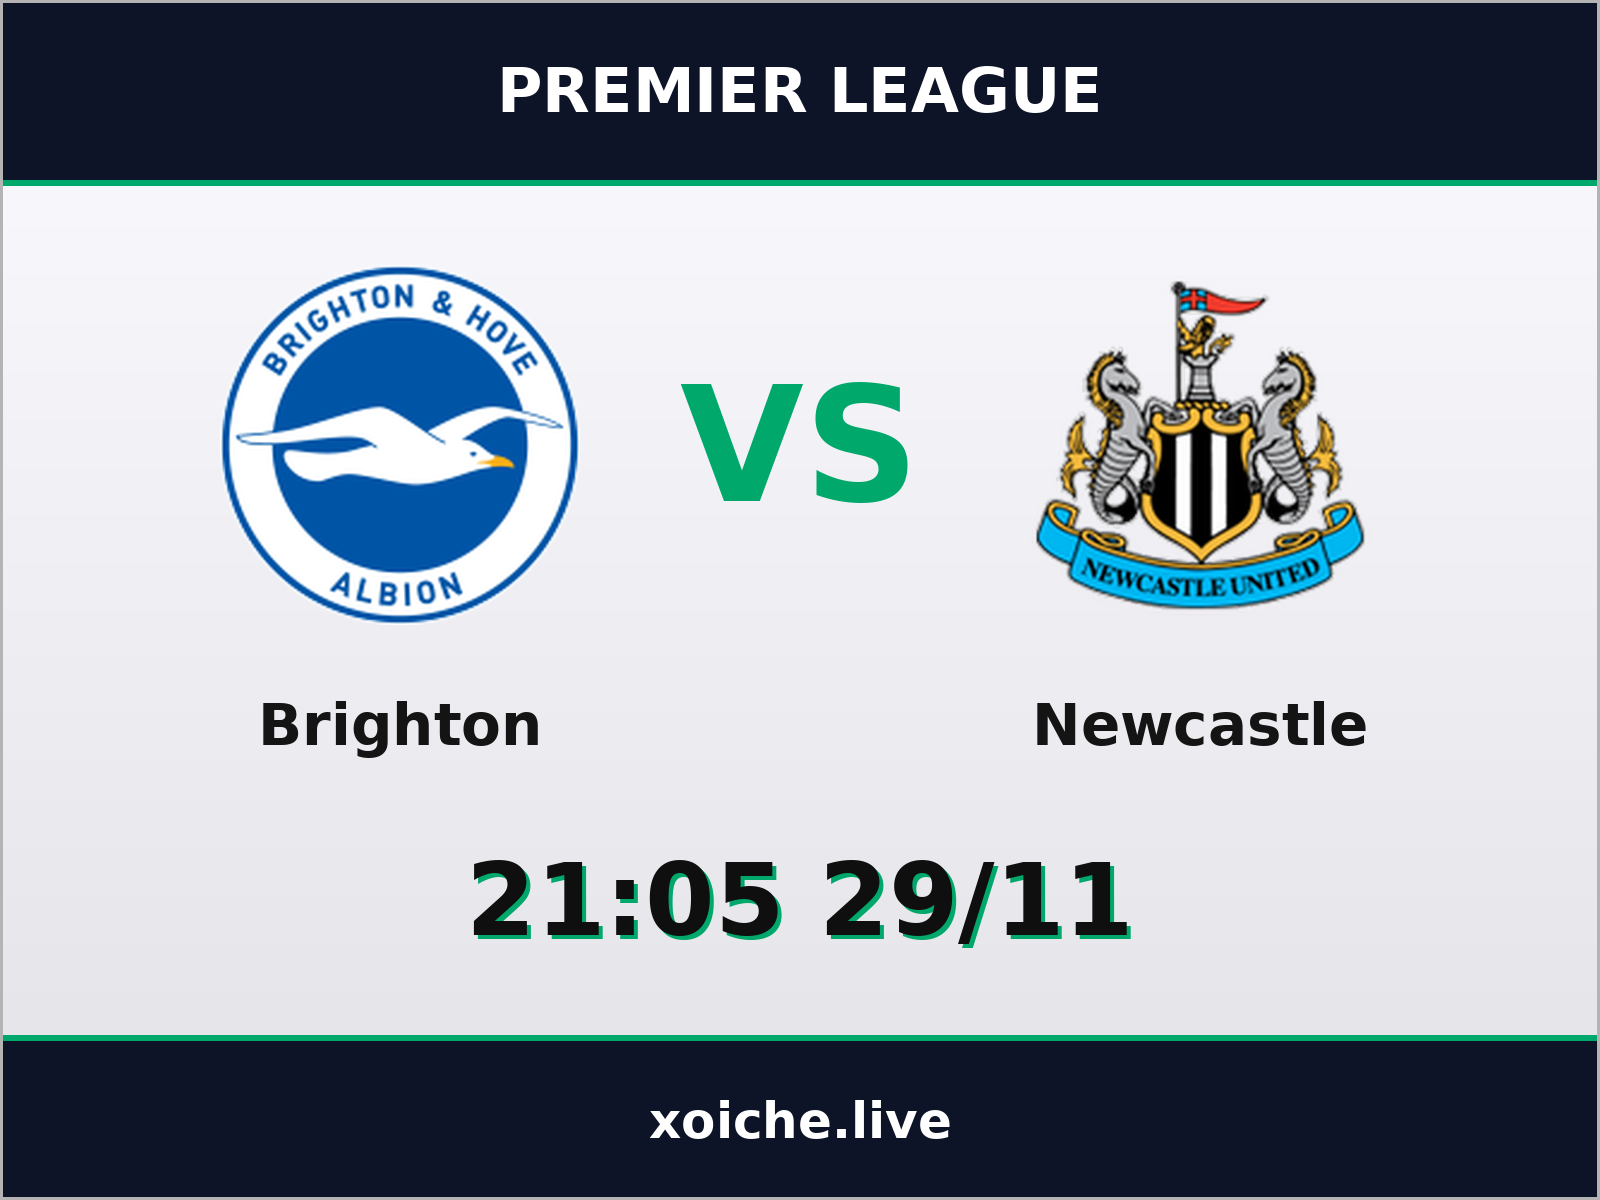 PREMIER LEAGUE
BRIGHTON & HOVE
ALBION
VS
NEWCASTLE UNITED
Brighton
Newcastle
21:05 29/11
xoiche.live